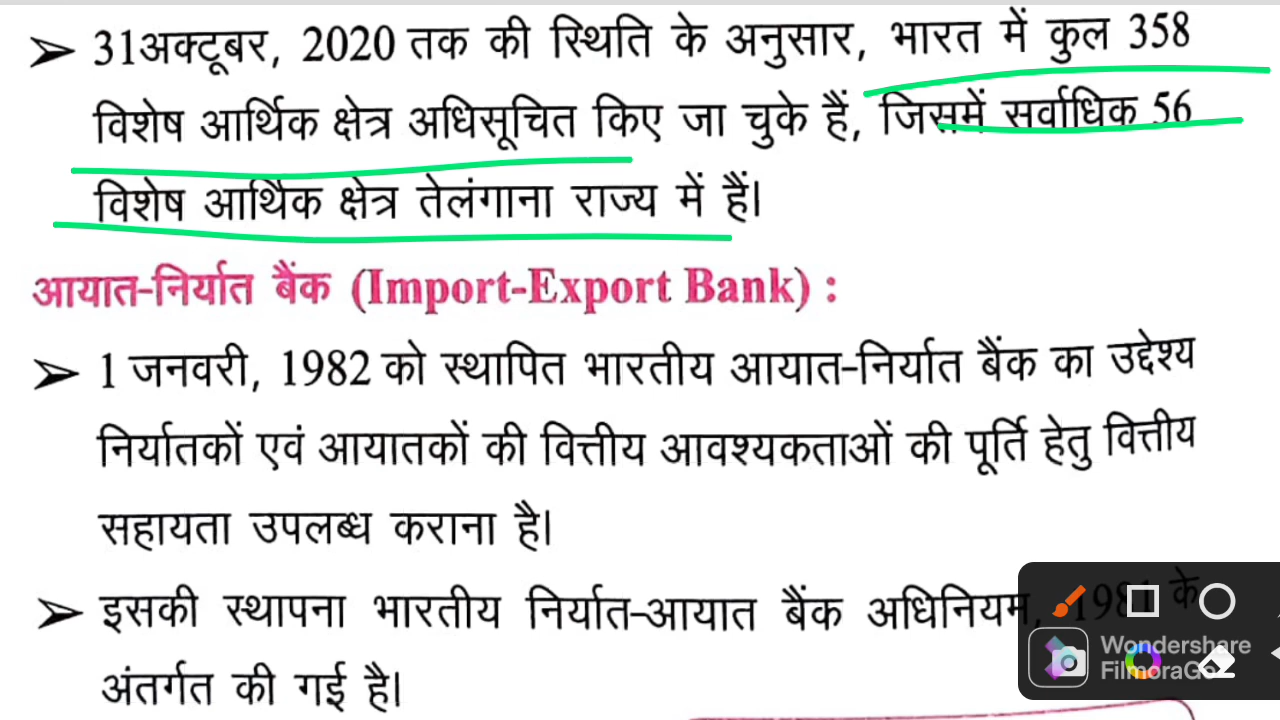 ➢ 31अक्टूबर, 2020 तक की स्थिति के अनुसार, भारत में कुल 358
विशेष आर्थिक क्षेत्र अधिसूचित किए जा चुके हैं, जिसमें सर्वाधिक 56
विशेष आर्थिक क्षेत्र तेलंगाना राज्य में हैं।
आयात-निर्यात बैंक (Import-Export Bank) :
➢ 1 जनवरी, 1982 को स्थापित भारतीय आयात-निर्यात बैंक का उद्देश्य
निर्यातकों एवं आयातकों की वित्तीय आवश्यकताओं की पूर्ति हेतु वित्तीय
सहायता उपलब्ध कराना है।
➢ इसकी स्थापना भारतीय निर्यात-आयात बैंक अधिनियम, 1981 के
अंतर्गत की गई है।
Wondershare
FilmoraGo